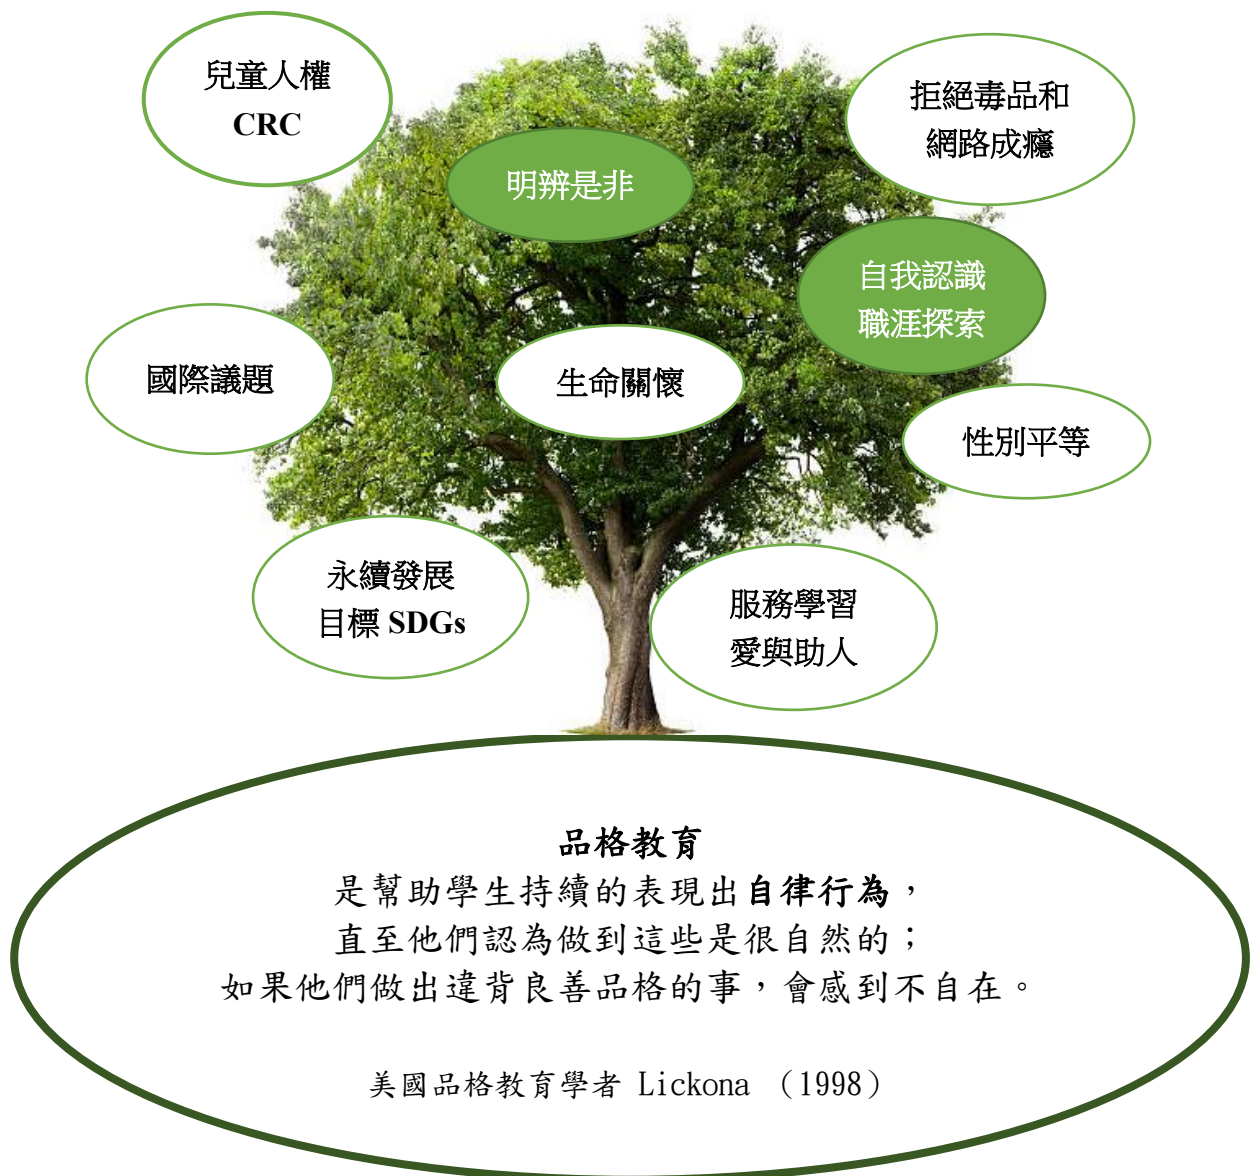 兒童人權
CRC
拒絕毒品和
網路成癮
明辨是非
自我認識
職涯探索
國際議題
生命關懷
性別平等
永續發展
目標 SDGs
服務學習
愛與助人
品格教育
是幫助學生持續的表現出自律行為，
直至他們認為做到這些是很自然的；
如果他們做出違背良善品格的事，會感到不自在。
美國品格教育學者 Lickona （1998）